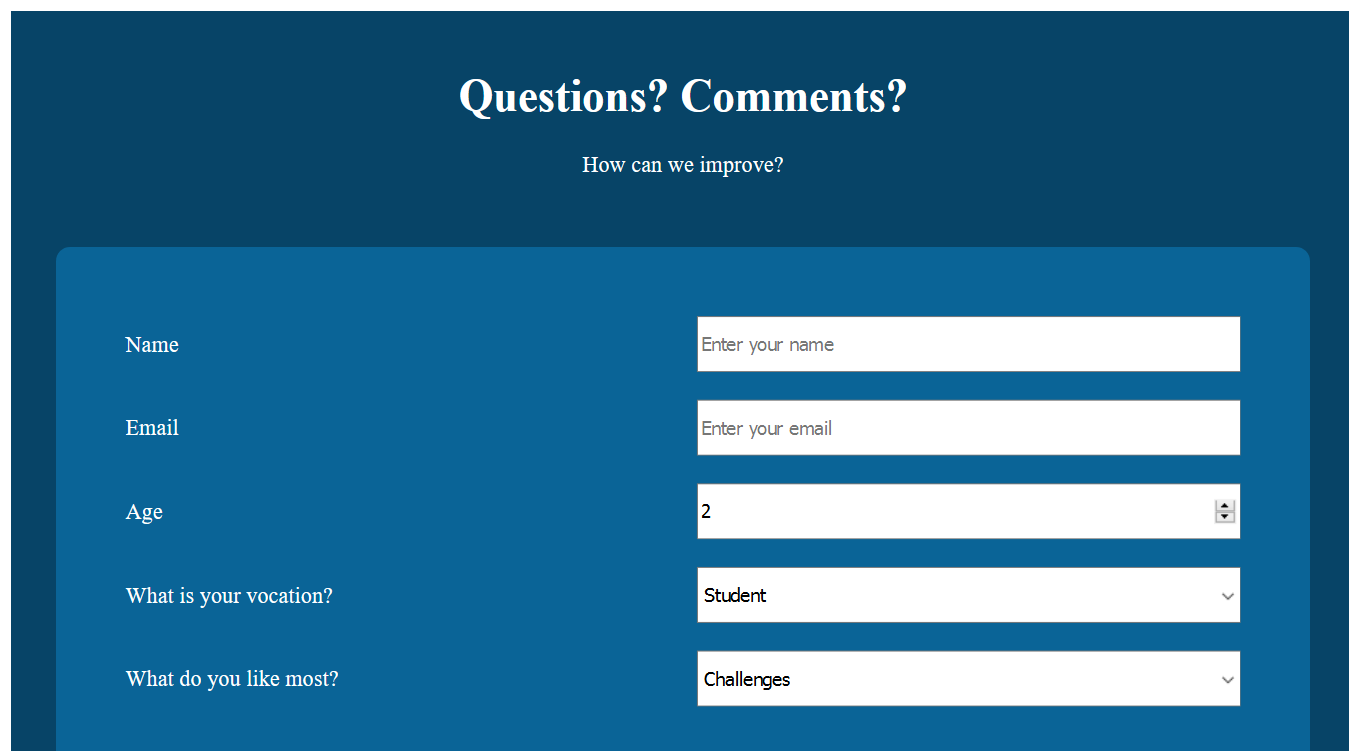 Questions? Comments?
How can we improve?
Name
Enter your name
Email
Enter your email
Age
2
What is your vocation?
Student
What do you like most?
Challenges